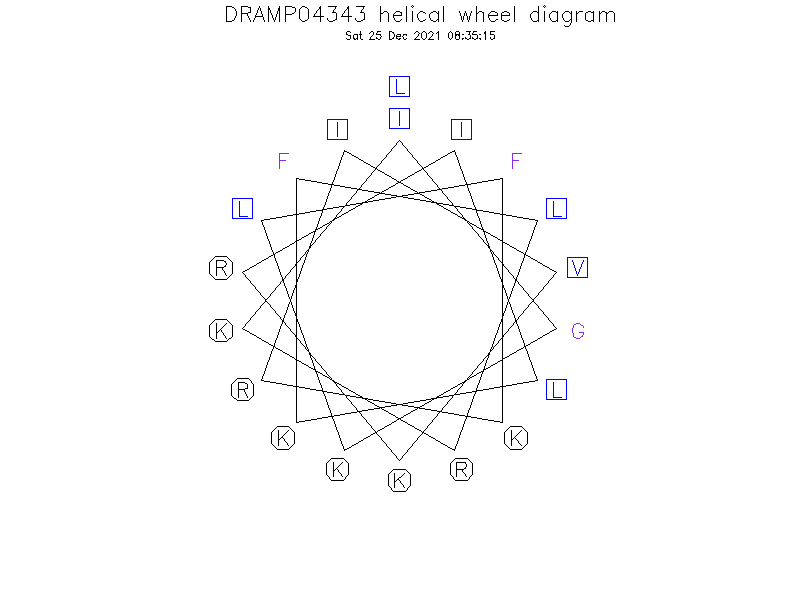 DRAMP04343 helical wheel diagram
Sat 25 Dec 2021 08:35:15
L
I
I I
F F
L L
R V
K G
R L
K K
K R
K